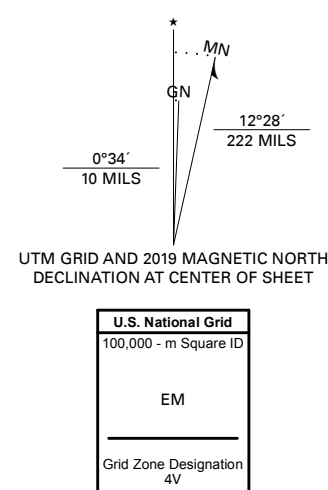 ★
MN
GN
12°28´
222 MILS
0°34´
10 MILS
UTM GRID AND 2019 MAGNETIC NORTH
DECLINATION AT CENTER OF SHEET
U.S. National Grid
100,000 - m Square ID
EM
Grid Zone Designation
4V